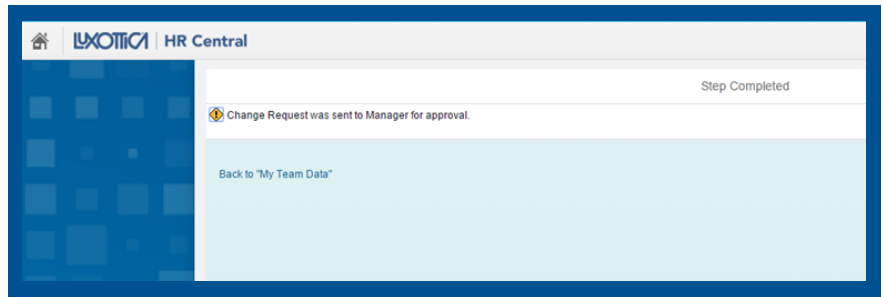 LUXOTTICA | HR Central
Step Completed
Change Request was sent to Manager for approval.
Back to "My Team Data"